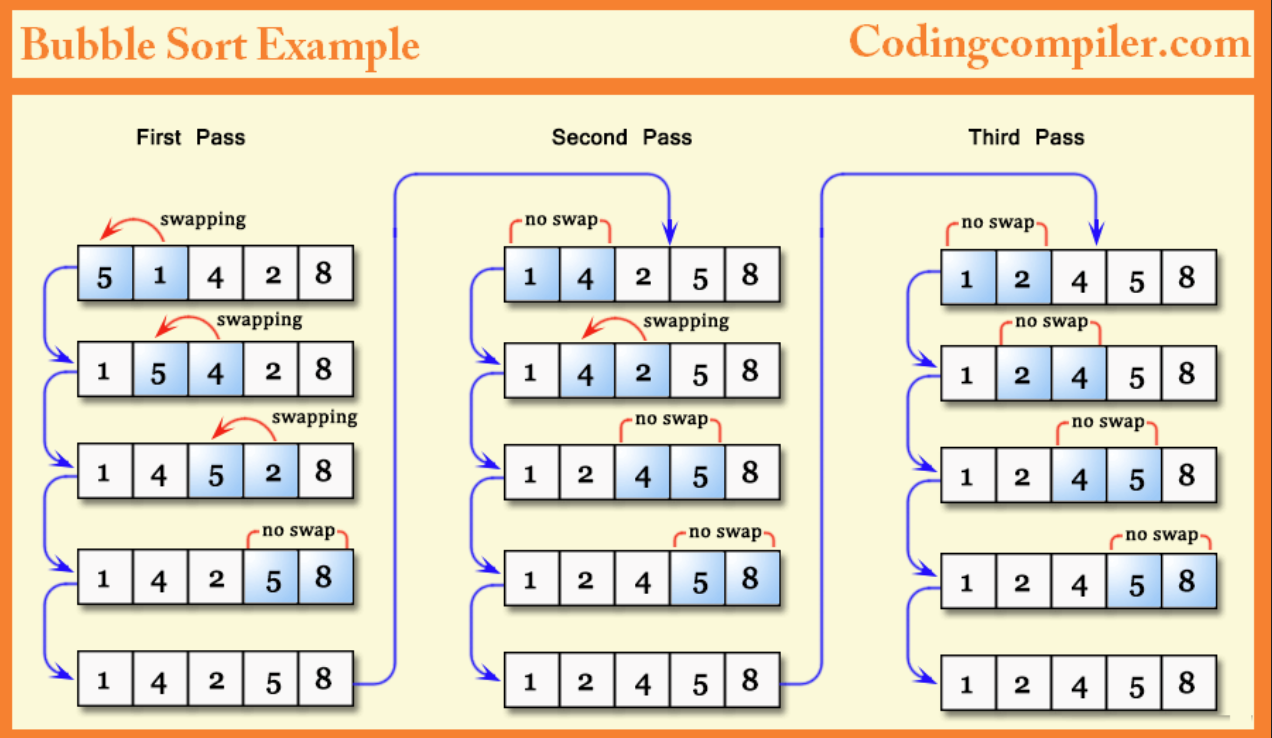 Bubble Sort Example
Codingcompiler.com
First Pass
swapping
5 1 4 2 8
swapping
1 5 4 2 8
swapping
1 4 5 2 8
no swap
1 4 2 5 8
1 4 2 5 8
Second Pass
no swap
1 4 2 5 8
swapping
1 4 2 5 8
no swap
1 2 4 5 8
no swap
1 2 4 5 8
1 2 4 5 8
Third Pass
no swap
1 2 4 5 8
no swap
1 2 4 5 8
no swap
1 2 4 5 8
no swap
1 2 4 5 8
1 2 4 5 8